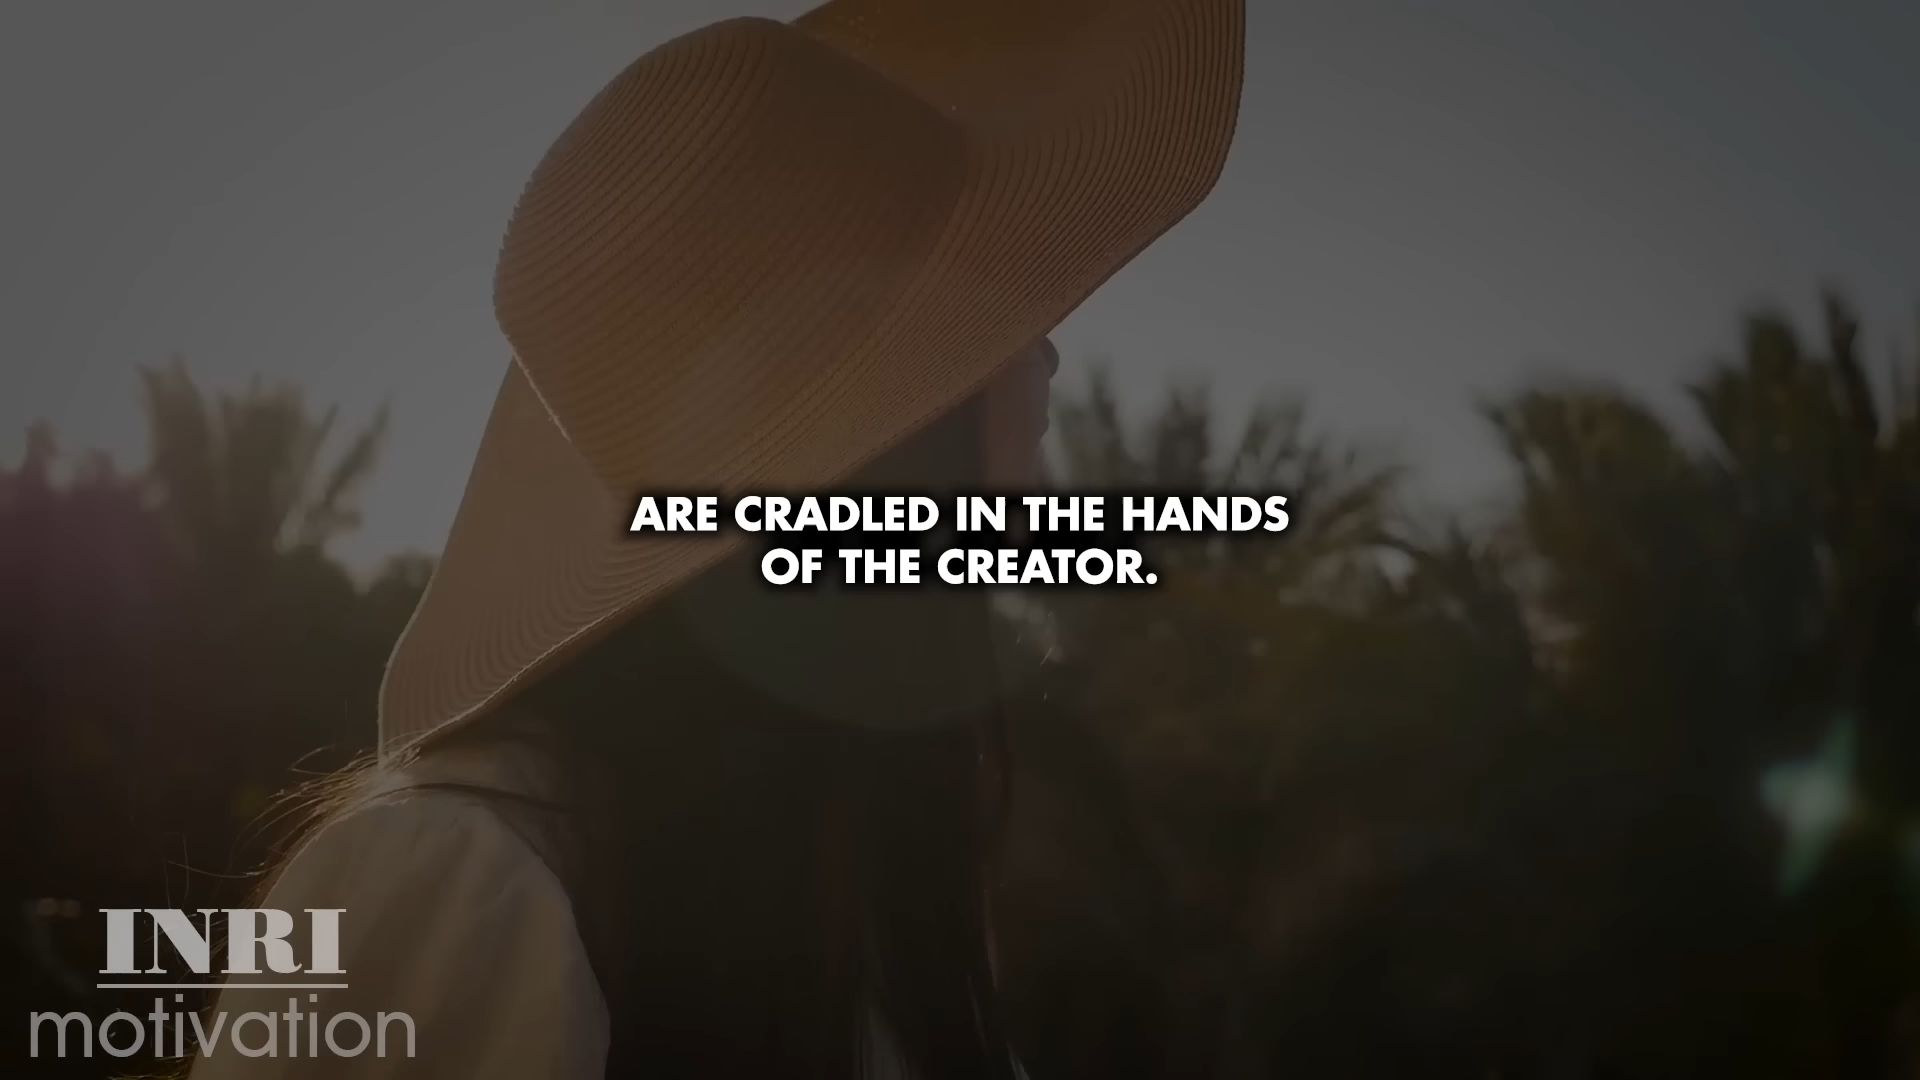 ARE CRADLED IN THE HANDS
OF THE CREATOR.
INRI
motivation